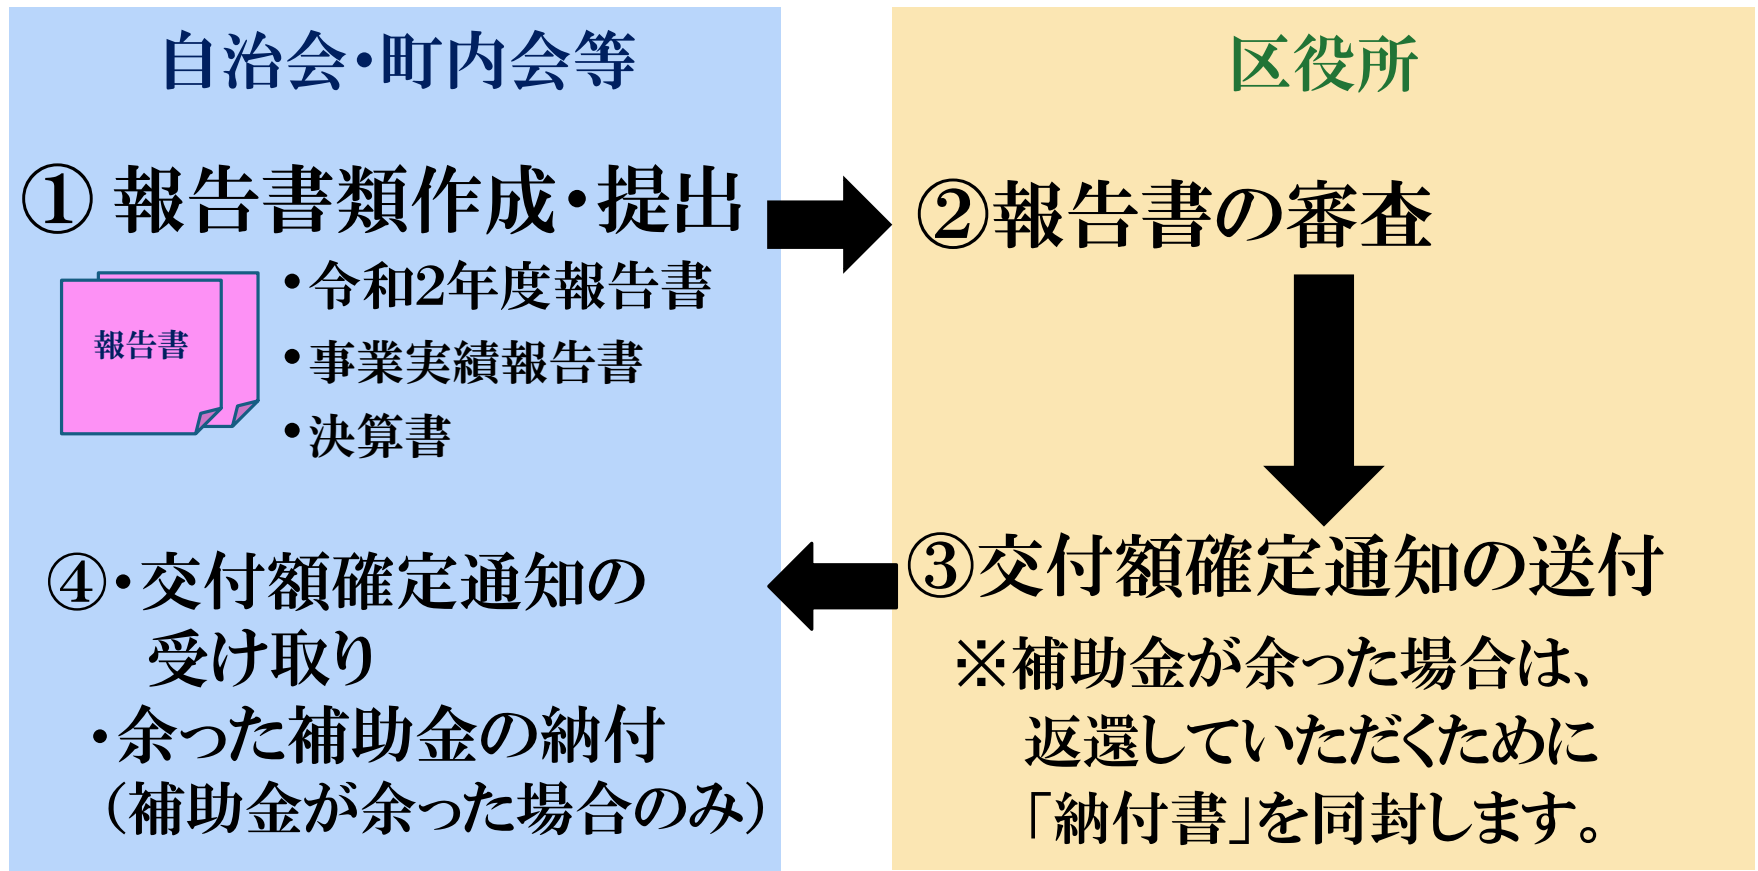 自治会・町内会等
① 報告書類作成・提出
報告書
・令和2年度報告書
・事業実績報告書
・決算書
④・交付額確定通知の
受け取り
・余った補助金の納付
（補助金が余った場合のみ）
区役所
②報告書の審査
③交付額確定通知の送付
※補助金が余った場合は、
返還していただくために
「納付書」を同封します。